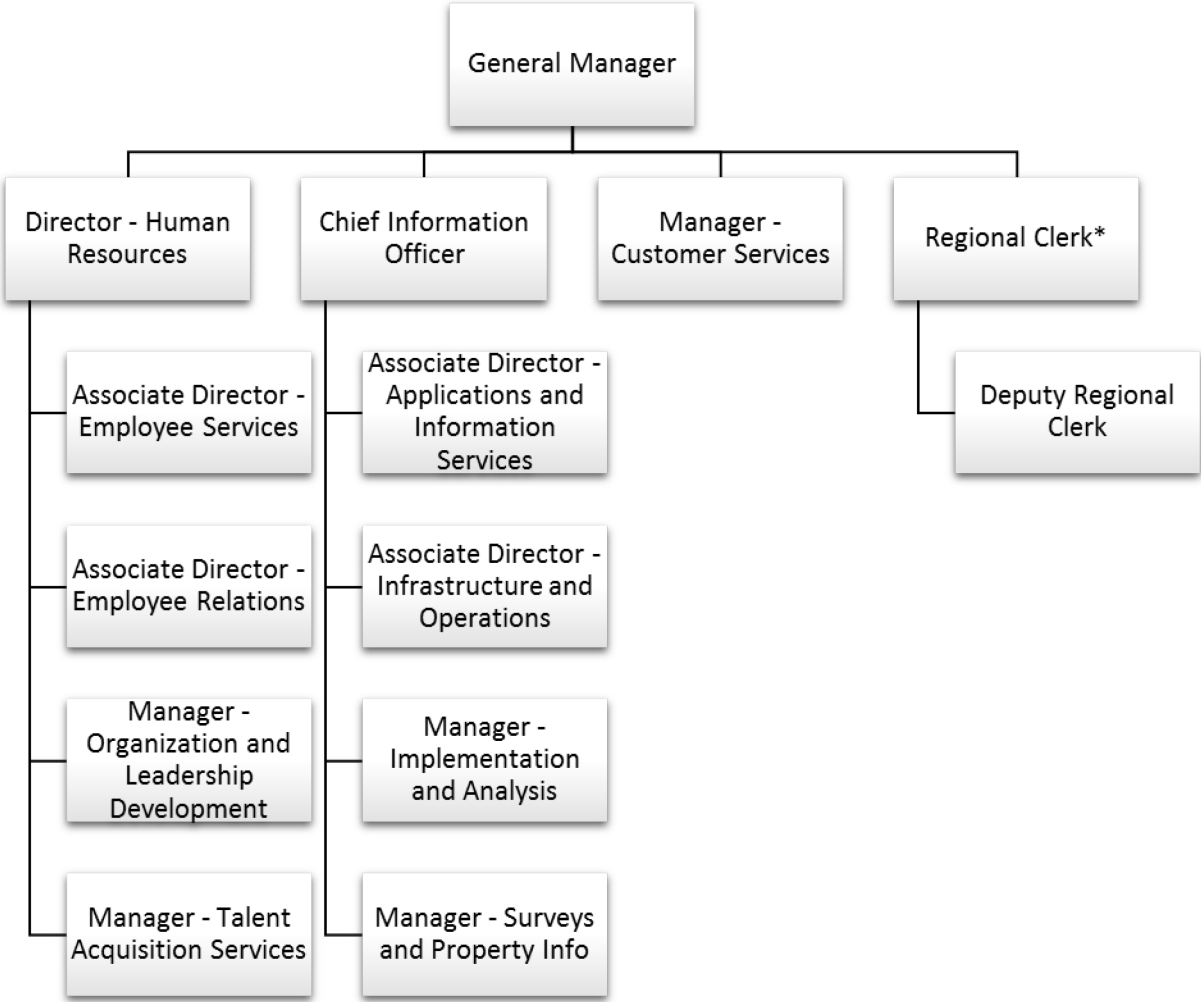 General Manager
Director - Human
Resources
Chief Information
Officer
Manager -
Customer Services
Regional Clerk*
Associate Director -
Employee Services
Associate Director -
Employee Relations
Manager -
Organization and
Leadership
Development
Manager - Talent
Acquisition Services
Associate Director -
Applications and
Information
Services
Associate Director -
Infrastructure and
Operations
Manager -
Implementation
and Analysis
Manager - Surveys
and Property Info
Deputy Regional
Clerk